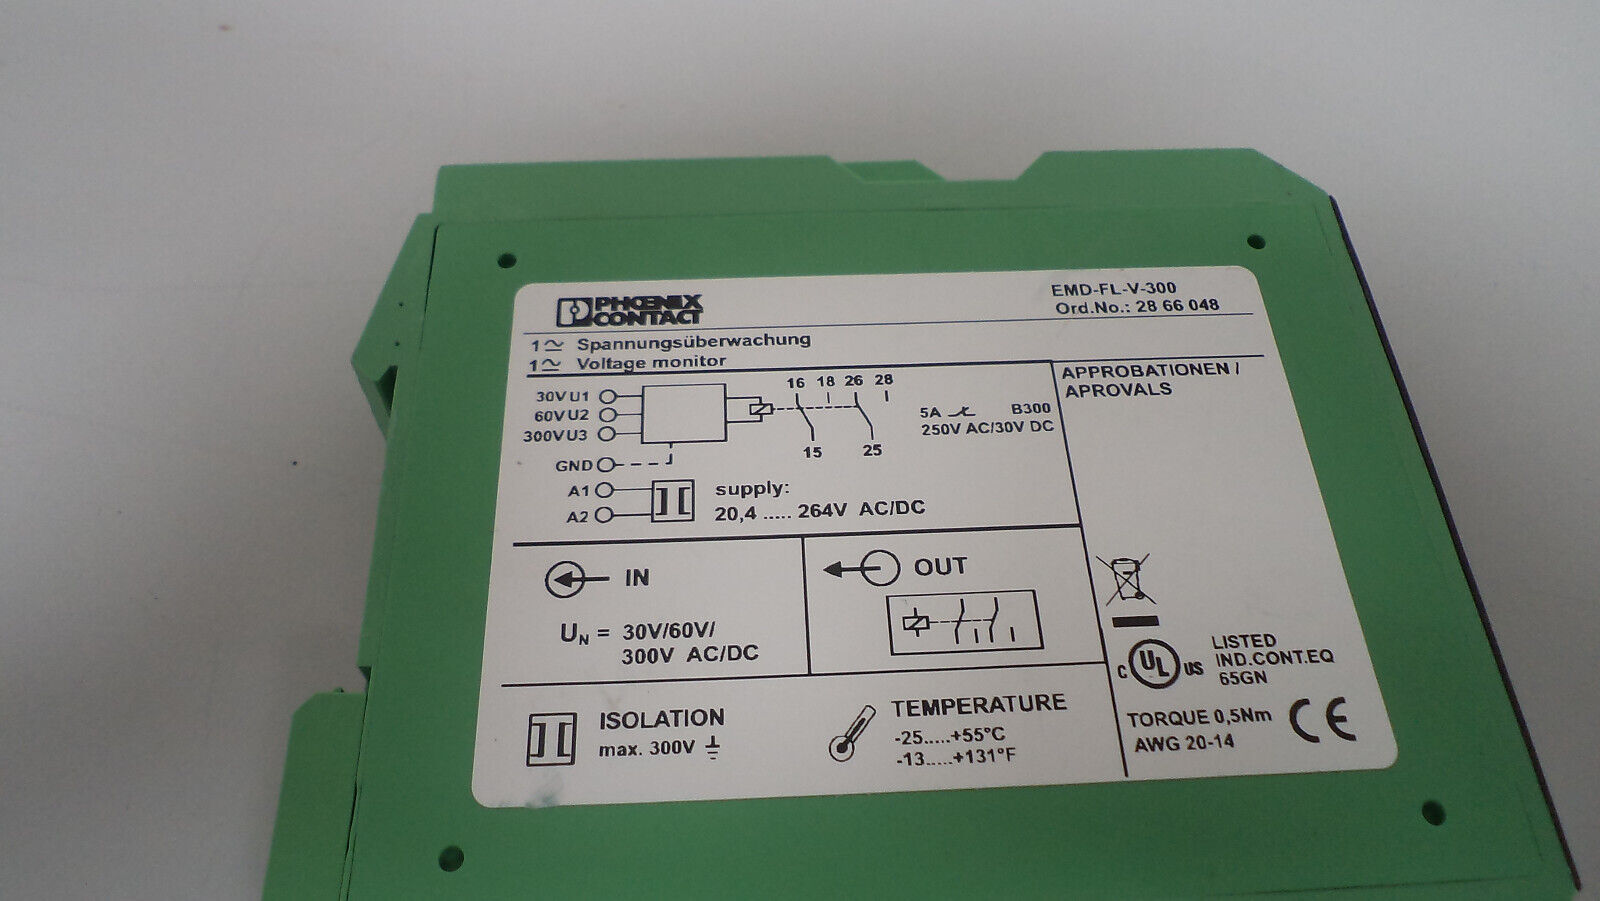 PHOENIX
CONTACT
EMD-FL-V-300
Ord.No.: 28 66 048
1 Spannungsüberwachung
1 Voltage monitor
30V U1
60V U2
300V U3
GND
A1
A2
16 18 26 28
15 25
5A B300
250V AC/30V DC
supply:
20,4 ..... 264V AC/DC
APPROBATIONEN /
APROVALS
IN
UN = 30V/60V/
300V AC/DC
OUT
ISOLATION
max. 300V
TEMPERATURE
-25.....+55°C
-13.....+131°F
C UL US
LISTED
IND.CONT.EQ
65GN
TORQUE 0,5Nm
AWG 20-14
CE